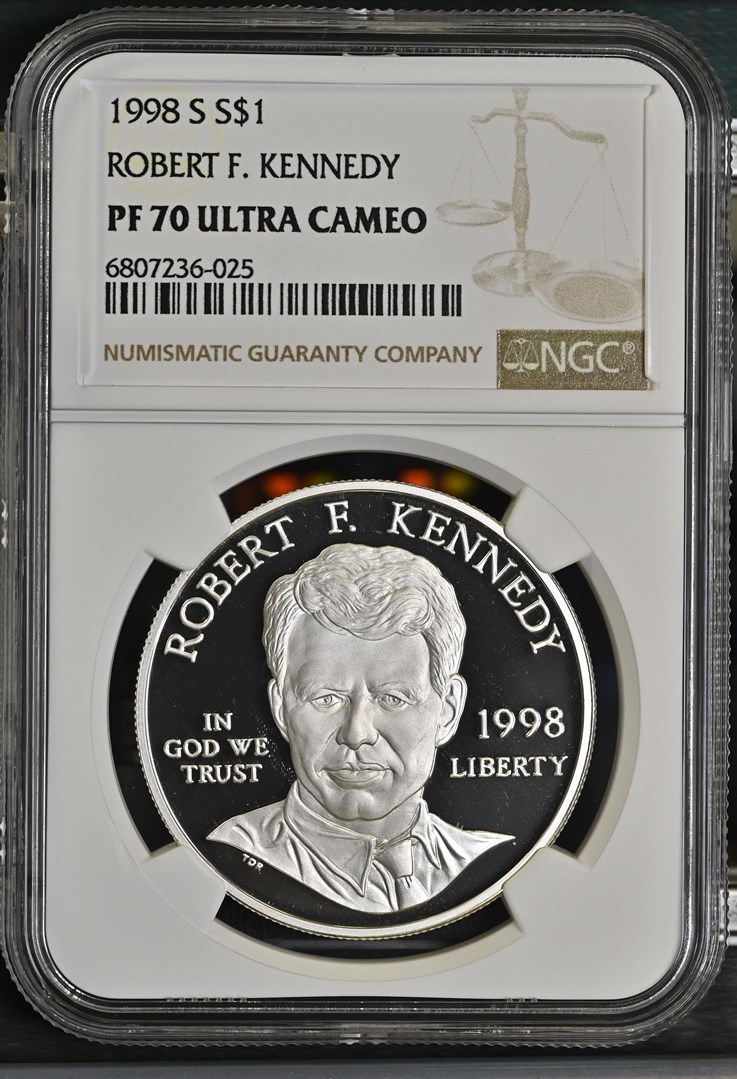 1998 S S$1
ROBERT F. KENNEDY
PF 70 ULTRA CAMEO
6807236-025
NUMISMATIC GUARANTY COMPANY
NGC®
ROBERT F. KENNEDY
IN
GOD WE
TRUST
1998
LIBERTY
TDR